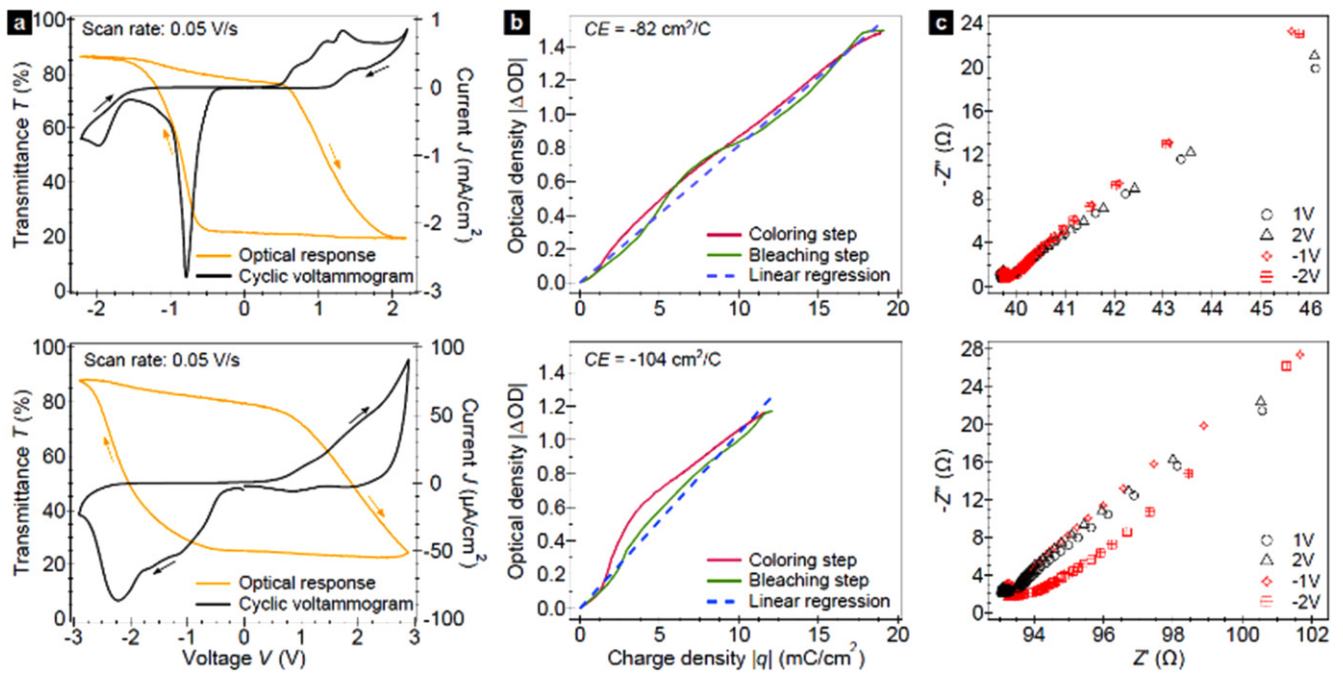 a
Scan rate: 0.05 V/s
Transmittance T (%)
100
80
60
40
20
0
Current J (mA/cm²)
1
0
-1
-2
-3
Optical response
Cyclic voltammogram
-2 -1 0 1 2
b
CE = -82 cm²/C
Optical density |ΔOD|
1.6
1.4
1.2
1.0
0.8
0.6
0.4
0.2
0.0
Coloring step
Bleaching step
Linear regression
0 5 10 15 20
c
-Z'' (Ω)
24
20
16
12
8
4
0
1V
2V
-1V
-2V
40 41 42 43 44 45 46
Scan rate: 0.05 V/s
Transmittance T (%)
100
80
60
40
20
0
Current J (µA/cm²)
100
50
0
-50
-100
Optical response
Cyclic voltammogram
-3 -2 -1 0 1 2 3
Voltage V (V)
CE = -104 cm²/C
Optical density |ΔOD|
1.6
1.4
1.2
1.0
0.8
0.6
0.4
0.2
0.0
Coloring step
Bleaching step
Linear regression
0 5 10 15 20
Charge density |q| (mC/cm²)
-Z'' (Ω)
28
24
20
16
12
8
4
0
1V
2V
-1V
-2V
94 96 98 100 102
Z' (Ω)